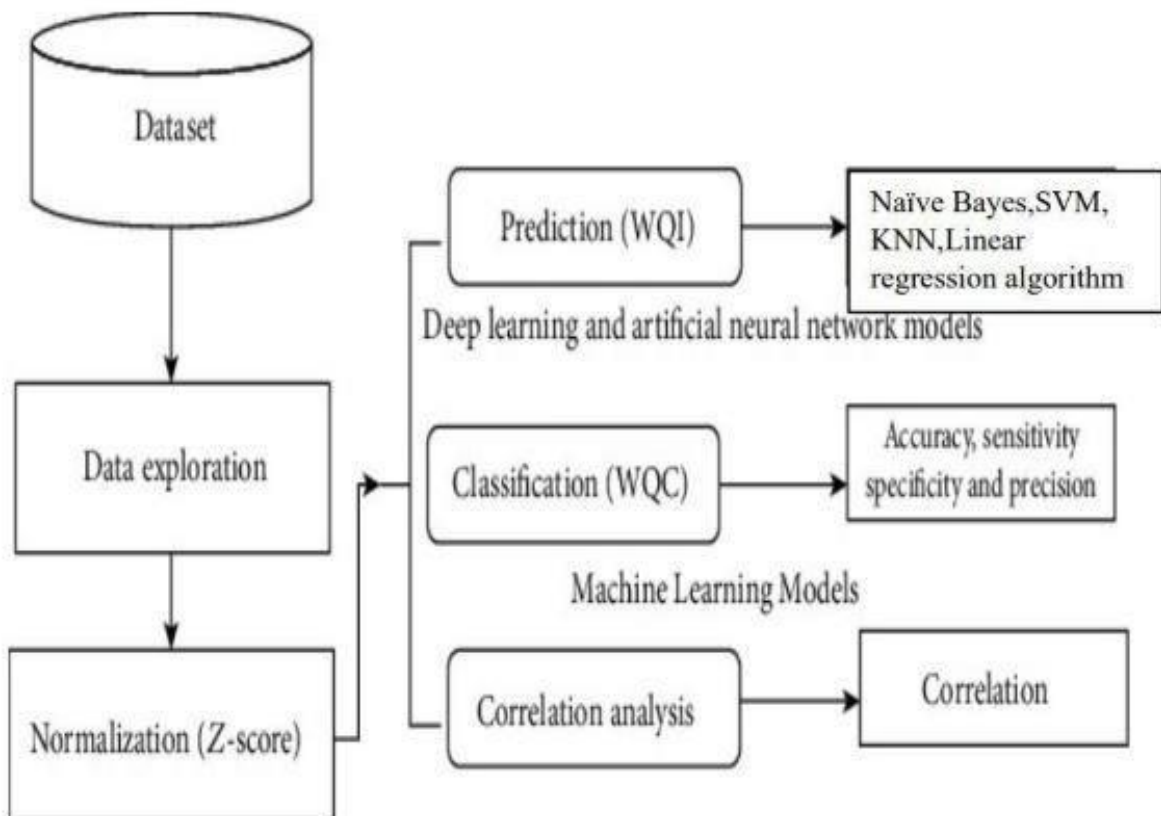 Dataset
Data exploration
Normalization (Z-score)
Prediction (WQI)
Naïve Bayes,SVM,
KNN,Linear
regression algorithm
Deep learning and artificial neural network models
Classification (WQC)
Accuracy, sensitivity
specificity and precision
Machine Learning Models
Correlation analysis
Correlation